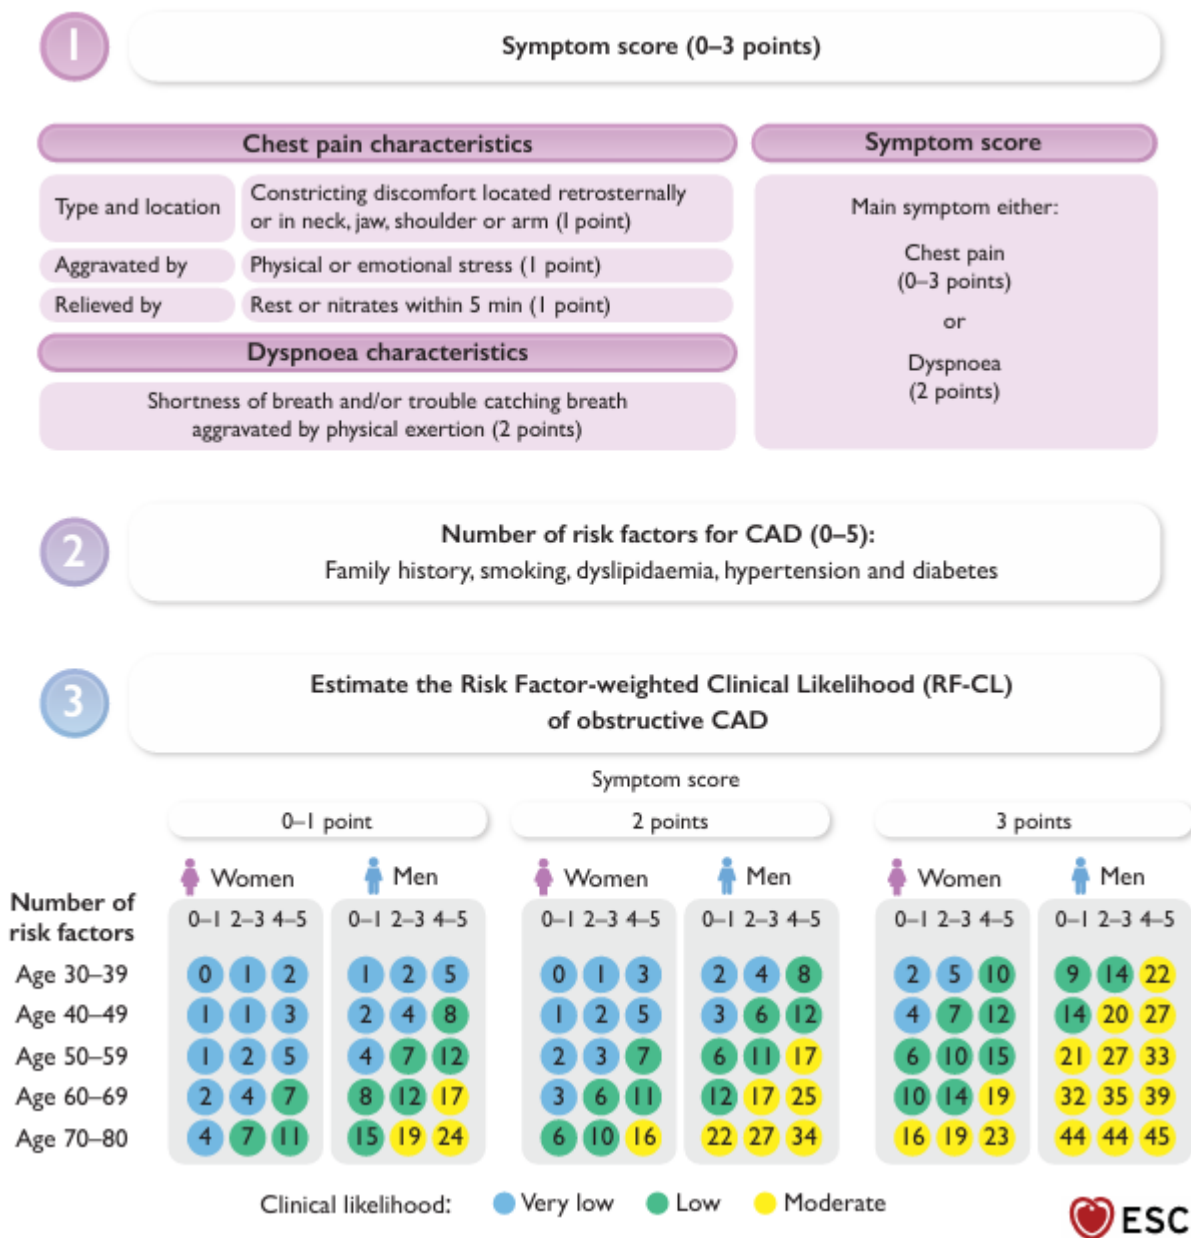 1
Symptom score (0–3 points)
Chest pain characteristics
Type and location
Constricting discomfort located retrosternally
or in neck, jaw, shoulder or arm (1 point)
Aggravated by
Physical or emotional stress (1 point)
Relieved by
Rest or nitrates within 5 min (1 point)
Dyspnoea characteristics
Shortness of breath and/or trouble catching breath
aggravated by physical exertion (2 points)
Symptom score
Main symptom either:
Chest pain
(0–3 points)
or
Dyspnoea
(2 points)
2
Number of risk factors for CAD (0–5):
Family history, smoking, dyslipidaemia, hypertension and diabetes
3
Estimate the Risk Factor-weighted Clinical Likelihood (RF-CL)
of obstructive CAD
Symptom score
0–1 point 2 points 3 points
Women Men Women Men Women Men
Number of
risk factors
0–1 2–3 4–5 0–1 2–3 4–5 0–1 2–3 4–5 0–1 2–3 4–5 0–1 2–3 4–5 0–1 2–3 4–5
Age 30–39 0 1 2 1 2 5 0 1 3 2 4 8 2 5 10 9 14 22
Age 40–49 1 1 3 2 4 8 1 2 5 3 6 12 4 7 12 14 20 27
Age 50–59 1 2 5 4 7 12 2 3 7 6 11 17 6 10 15 21 27 33
Age 60–69 2 4 7 8 12 17 3 6 11 12 17 25 10 14 19 32 35 39
Age 70–80 4 7 11 15 19 24 6 10 16 22 27 34 16 19 23 44 44 45
Clinical likelihood: Very low Low Moderate
ESC